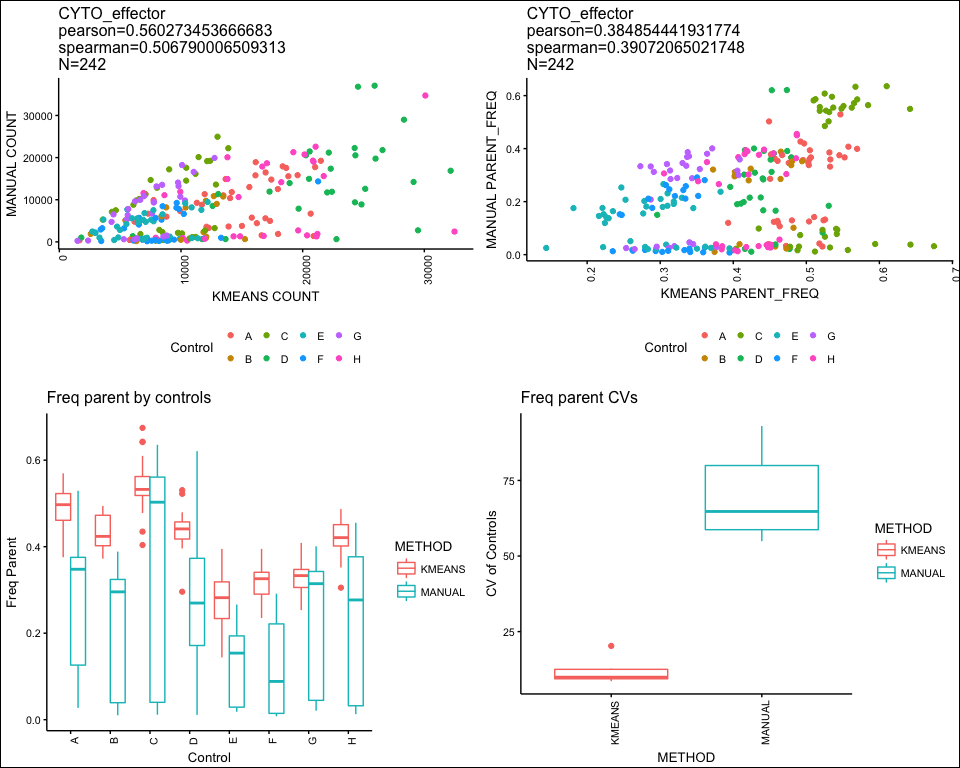 CYTO_effector
pearson=0.560273453666683
spearman=0.506790006509313
N=242
MANUAL COUNT
30000
20000
10000
0
0
100000
200000
300000
KMEANS COUNT
Control
A
C
E
G
B
D
F
H
CYTO_effector
pearson=0.384854441931774
spearman=0.39072065021748
N=242
MANUAL PARENT_FREQ
0.6
0.4
0.2
0.0
0.2
0.3
0.4
0.5
0.6
0.7
KMEANS PARENT_FREQ
Control
A
C
E
G
B
D
F
H
Freq parent by controls
Freq Parent
0.6
0.4
0.2
0.0
A
B
C
D
E
F
G
H
Control
METHOD
KMEANS
MANUAL
Freq parent CVs
CV of Controls
75
50
25
KMEANS
MANUAL
METHOD
METHOD
KMEANS
MANUAL